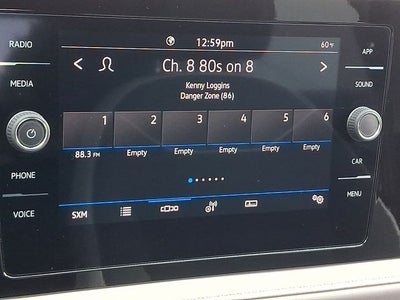 RADIO
MEDIA
PHONE
VOICE
12:59pm
60°F
Ch. 8 80s on 8
Kenny Loggins
Danger Zone (86)
1 2 3 4 5 6
88.3 FM Empty Empty Empty Empty Empty
SXM
APP
SOUND
CAR
MENU